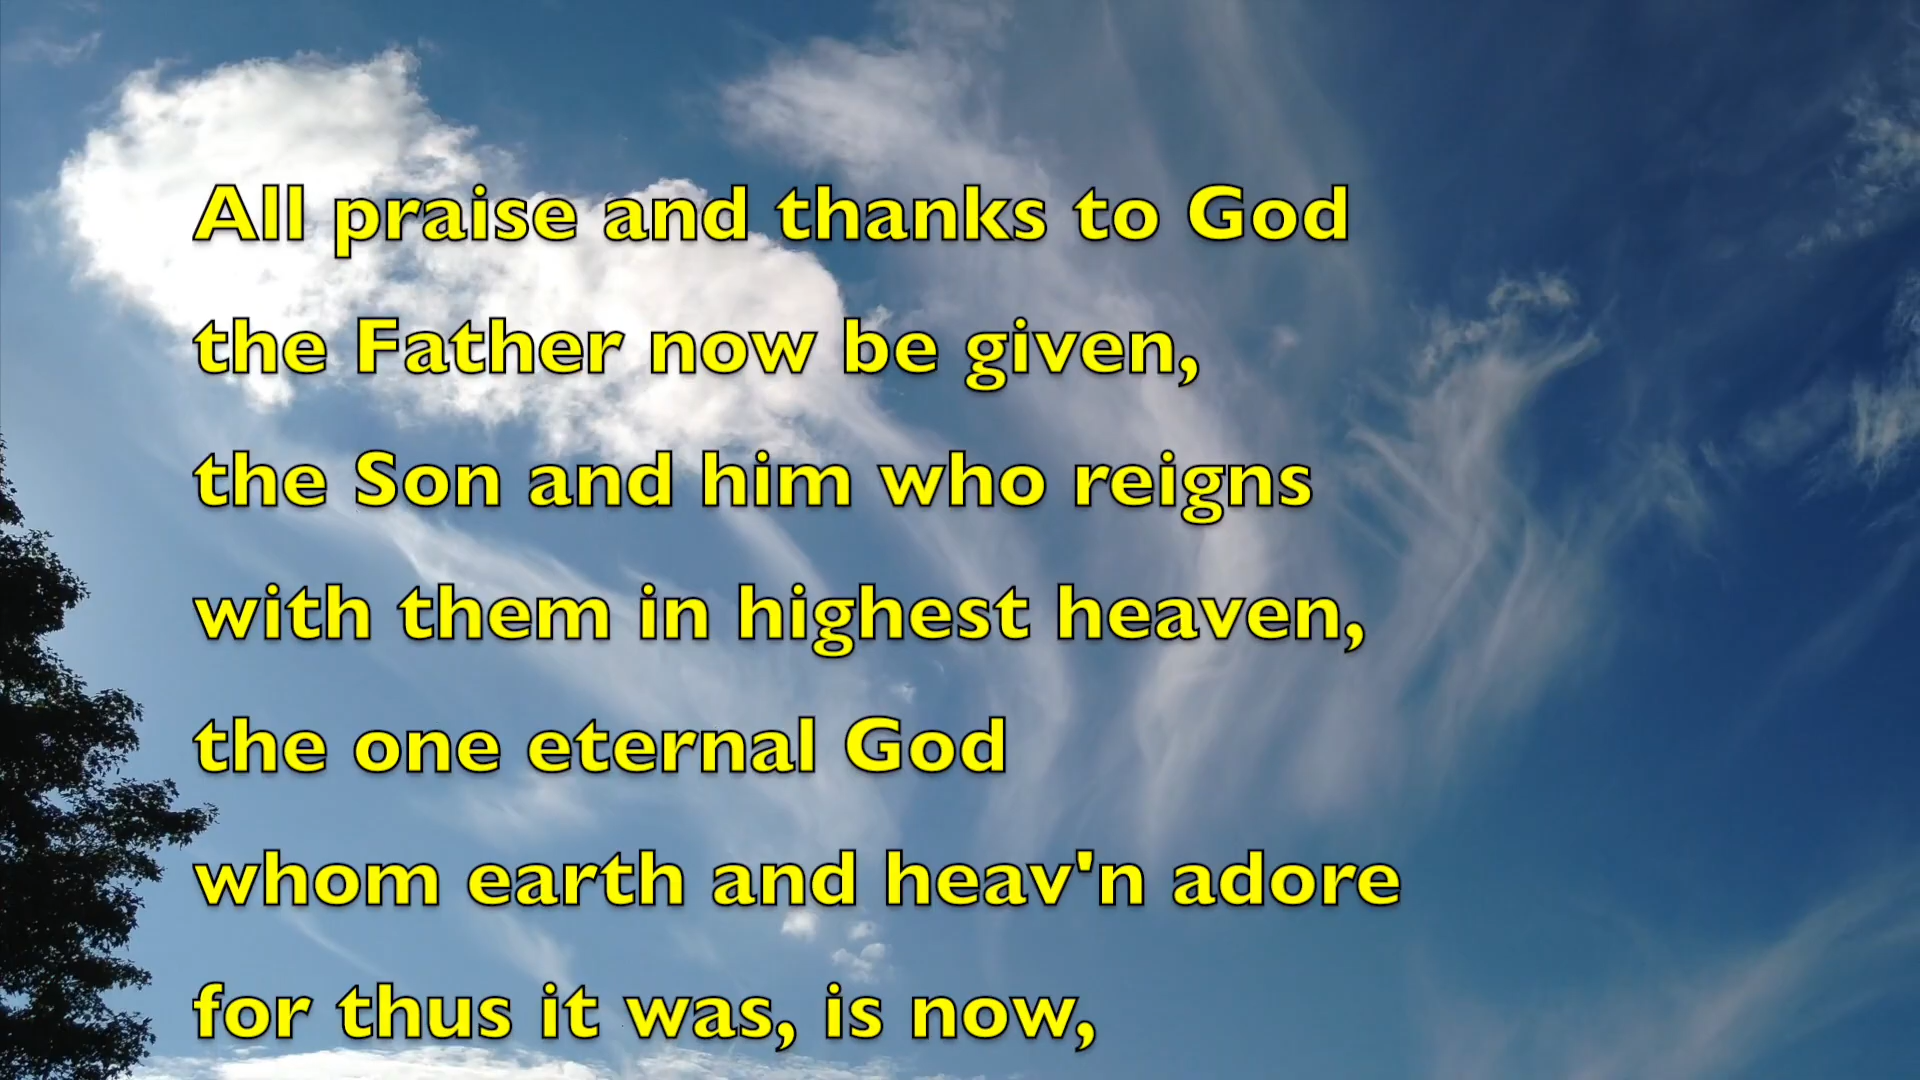 All praise and thanks to God
the Father now be given,
the Son and him who reigns
with them in highest heaven,
the one eternal God
whom earth and heav'n adore
for thus it was, is now,